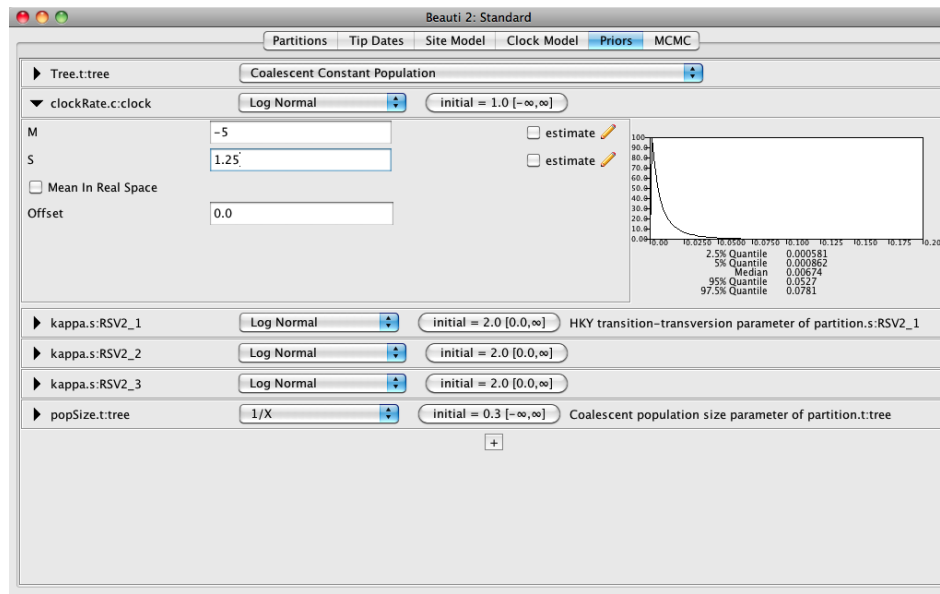 Beauti 2: Standard
Partitions Tip Dates Site Model Clock Model Priors MCMC
Tree.t:tree Coalescent Constant Population
clockRate.c:clock Log Normal initial = 1.0 [-∞,∞]
M -5 estimate
S 1.25 estimate
Mean In Real Space
Offset 0.0
100
90.0
80.0
70.0
60.0
50.0
40.0
30.0
20.0
10.0
0.00
0.00 0.0250 0.0500 0.0750 0.100 0.125 0.150 0.175 0.20
2.5% Quantile 0.000581
5% Quantile 0.000862
Median 0.00674
95% Quantile 0.0527
97.5% Quantile 0.0781
kappa.s:RSV2_1 Log Normal initial = 2.0 [0.0,∞] HKY transition-transversion parameter of partition.s:RSV2_1
kappa.s:RSV2_2 Log Normal initial = 2.0 [0.0,∞]
kappa.s:RSV2_3 Log Normal initial = 2.0 [0.0,∞]
popSize.t:tree 1/X initial = 0.3 [-∞,∞] Coalescent population size parameter of partition.t:tree
+